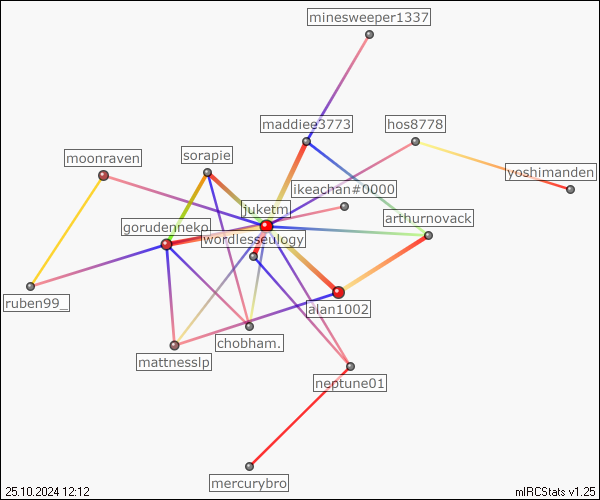 minesweeper1337
maddiee3773
hos8778
moonraven
sorapie
yoshimanden
ikeachan#0000
juketm
arthurnovack
gorudenneko
wordlesseulogy
ruben99_
alan1002
chobham.
mattnesslp
neptune01
mercurybro
25.10.2024 12:12
mIRCStats v1.25